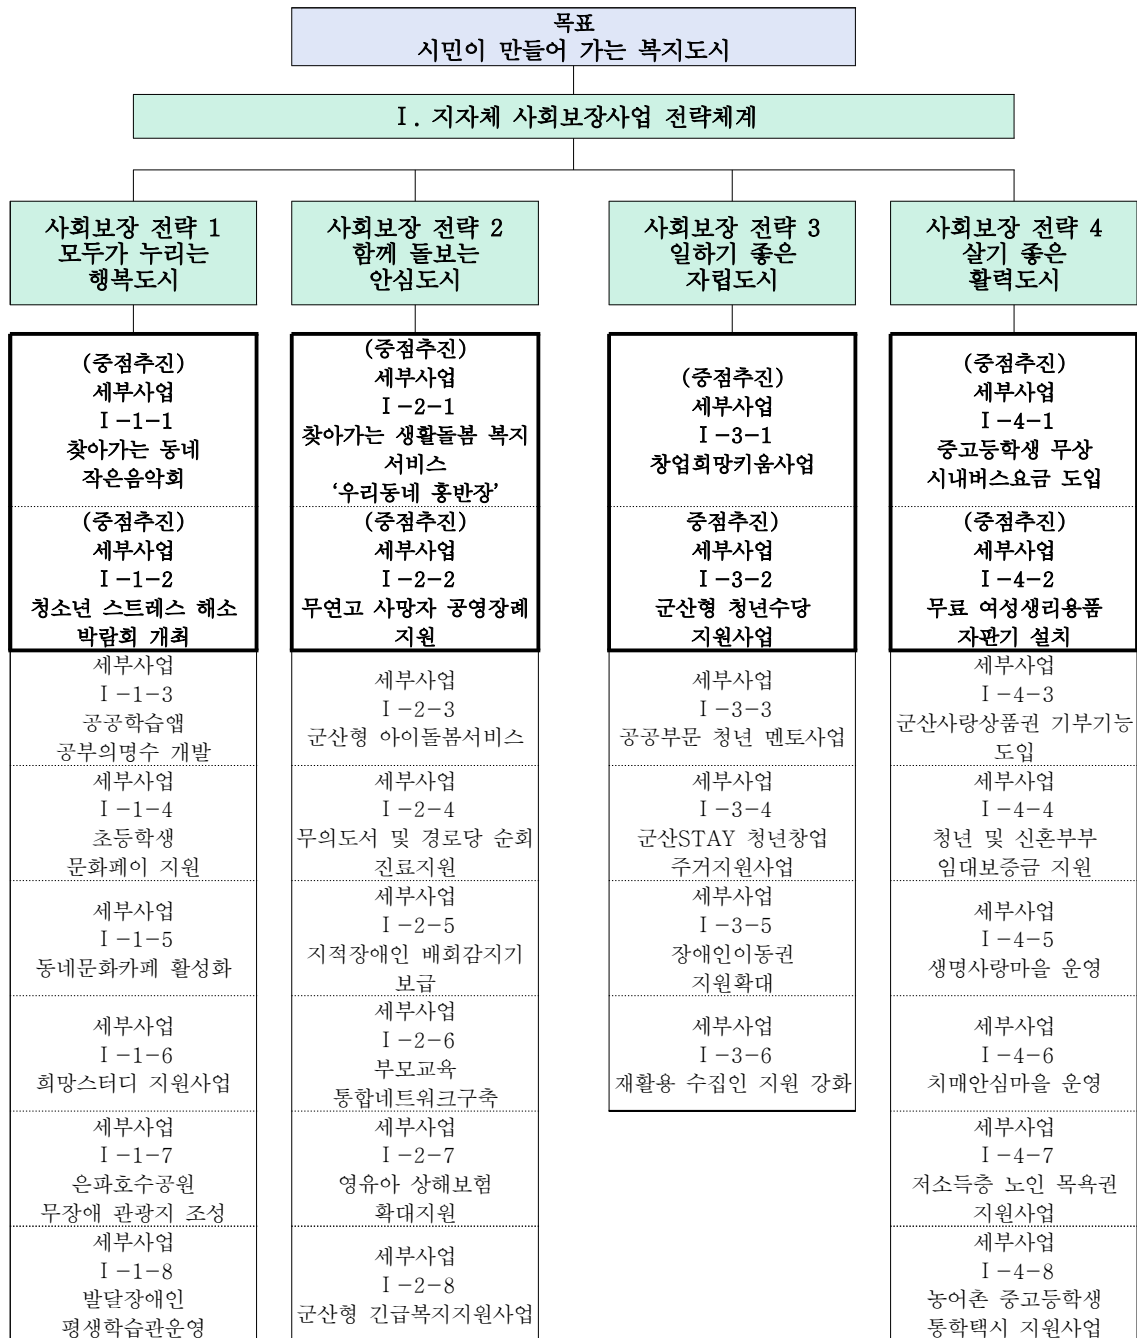 목표
시민이 만들어 가는 복지도시
Ⅰ. 지자체 사회보장사업 전략체계
사회보장 전략 1
모두가 누리는
행복도시
사회보장 전략 2
함께 돌보는
안심도시
사회보장 전략 3
일하기 좋은
자립도시
사회보장 전략 4
살기 좋은
활력도시
(중점추진)
세부사업
Ⅰ-1-1
찾아가는 동네
작은음악회
(중점추진)
세부사업
Ⅰ-1-2
청소년 스트레스 해소
박람회 개최
세부사업
Ⅰ-1-3
공공학습앱
공부의명수 개발
세부사업
Ⅰ-1-4
초등학생
문화페이 지원
세부사업
Ⅰ-1-5
동네문화카페 활성화
세부사업
Ⅰ-1-6
희망스터디 지원사업
세부사업
Ⅰ-1-7
은파호수공원
무장애 관광지 조성
세부사업
Ⅰ-1-8
발달장애인
평생학습관운영
(중점추진)
세부사업
Ⅰ-2-1
찾아가는 생활돌봄 복지
서비스
‘우리동네 홍반장’
(중점추진)
세부사업
Ⅰ-2-2
무연고 사망자 공영장례
지원
세부사업
Ⅰ-2-3
군산형 아이돌봄서비스
세부사업
Ⅰ-2-4
무의도서 및 경로당 순회
진료지원
세부사업
Ⅰ-2-5
지적장애인 배회감지기
보급
세부사업
Ⅰ-2-6
부모교육
통합네트워크구축
세부사업
Ⅰ-2-7
영유아 상해보험
확대지원
세부사업
Ⅰ-2-8
군산형 긴급복지지원사업
(중점추진)
세부사업
Ⅰ-3-1
창업희망키움사업
중점추진)
세부사업
Ⅰ-3-2
군산형 청년수당
지원사업
세부사업
Ⅰ-3-3
공공부문 청년 멘토사업
세부사업
Ⅰ-3-4
군산STAY 청년창업
주거지원사업
세부사업
Ⅰ-3-5
장애인이동권
지원확대
세부사업
Ⅰ-3-6
재활용 수집인 지원 강화
(중점추진)
세부사업
Ⅰ-4-1
중고등학생 무상
시내버스요금 도입
(중점추진)
세부사업
Ⅰ-4-2
무료 여성생리용품
자판기 설치
세부사업
Ⅰ-4-3
군산사랑상품권 기부기능
도입
세부사업
Ⅰ-4-4
청년 및 신혼부부
임대보증금 지원
세부사업
Ⅰ-4-5
생명사랑마을 운영
세부사업
Ⅰ-4-6
치매안심마을 운영
세부사업
Ⅰ-4-7
저소득층 노인 목욕권
지원사업
세부사업
Ⅰ-4-8
농어촌 중고등학생
통학택시 지원사업